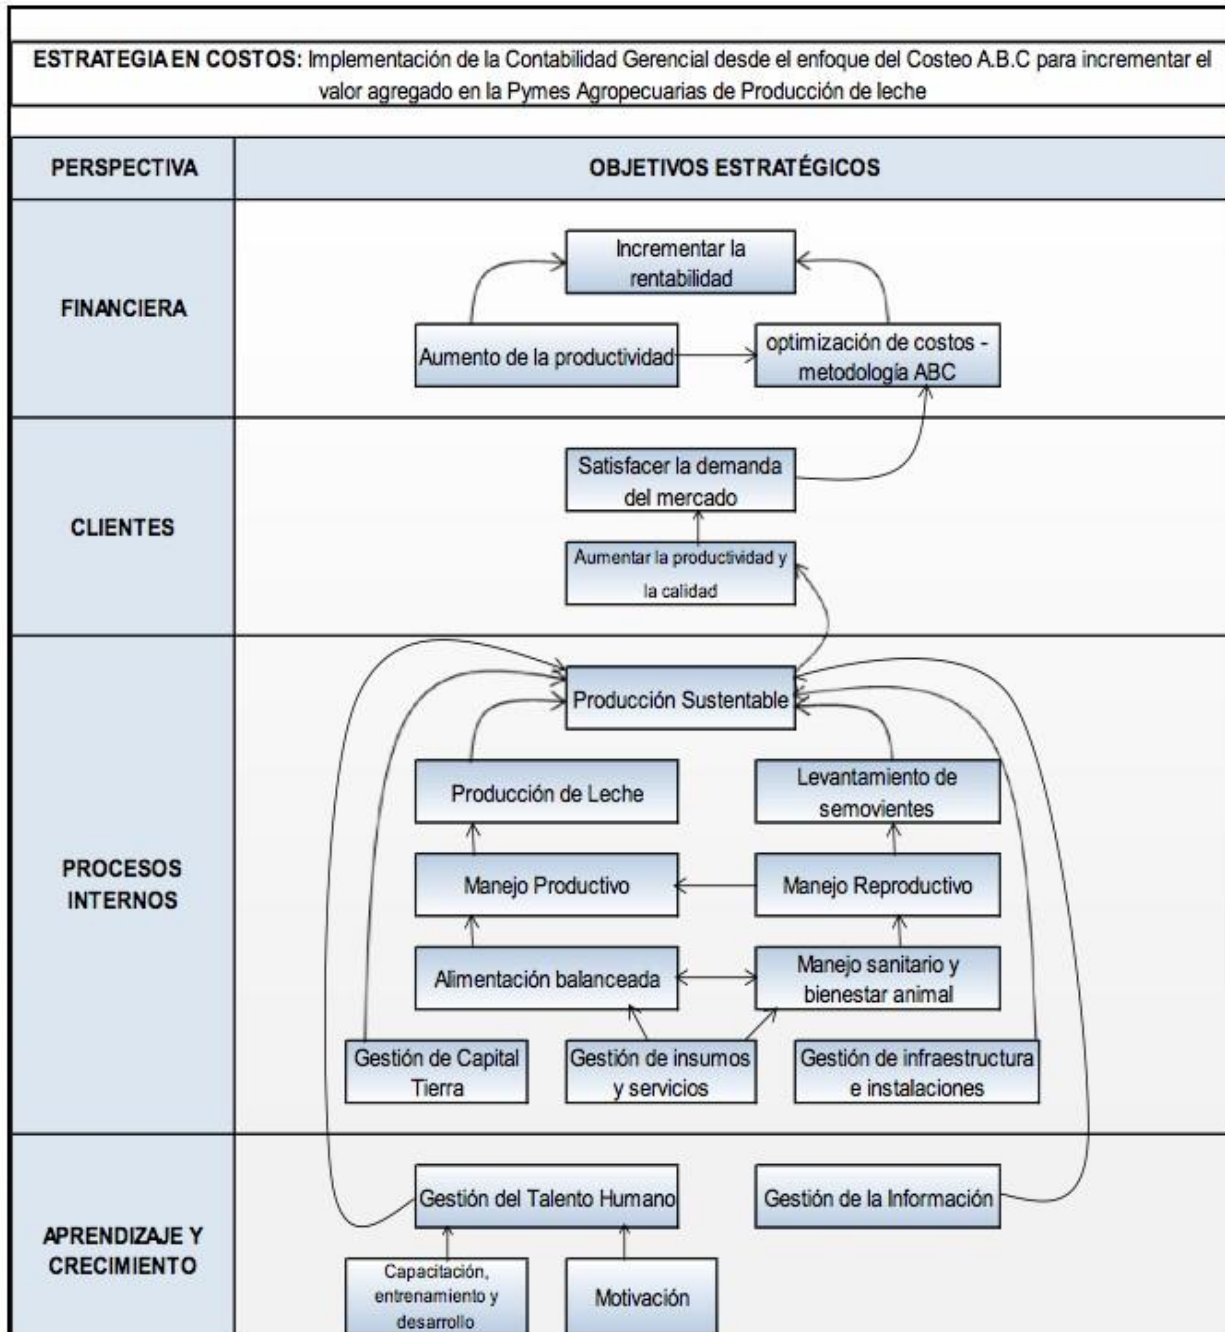 ESTRATEGIA EN COSTOS: Implementación de la Contabilidad Gerencial desde el enfoque del Costeo A.B.C para incrementar el
valor agregado en la Pymes Agropecuarias de Producción de leche
PERSPECTIVA
OBJETIVOS ESTRATÉGICOS
FINANCIERA
Incrementar la
rentabilidad
Aumento de la productividad
optimización de costos -
metodología ABC
CLIENTES
Satisfacer la demanda
del mercado
Aumentar la productividad y
la calidad
PROCESOS
INTERNOS
Producción Sustentable
Producción de Leche
Levantamiento de
semovientes
Manejo Productivo
Manejo Reproductivo
Alimentación balanceada
Manejo sanitario y
bienestar animal
Gestión de Capital
Tierra
Gestión de insumos
y servicios
Gestión de infraestructura
e instalaciones
APRENDIZAJE Y
CRECIMIENTO
Gestión del Talento Humano
Gestión de la Información
Capacitación,
entrenamiento y
desarrollo
Motivación